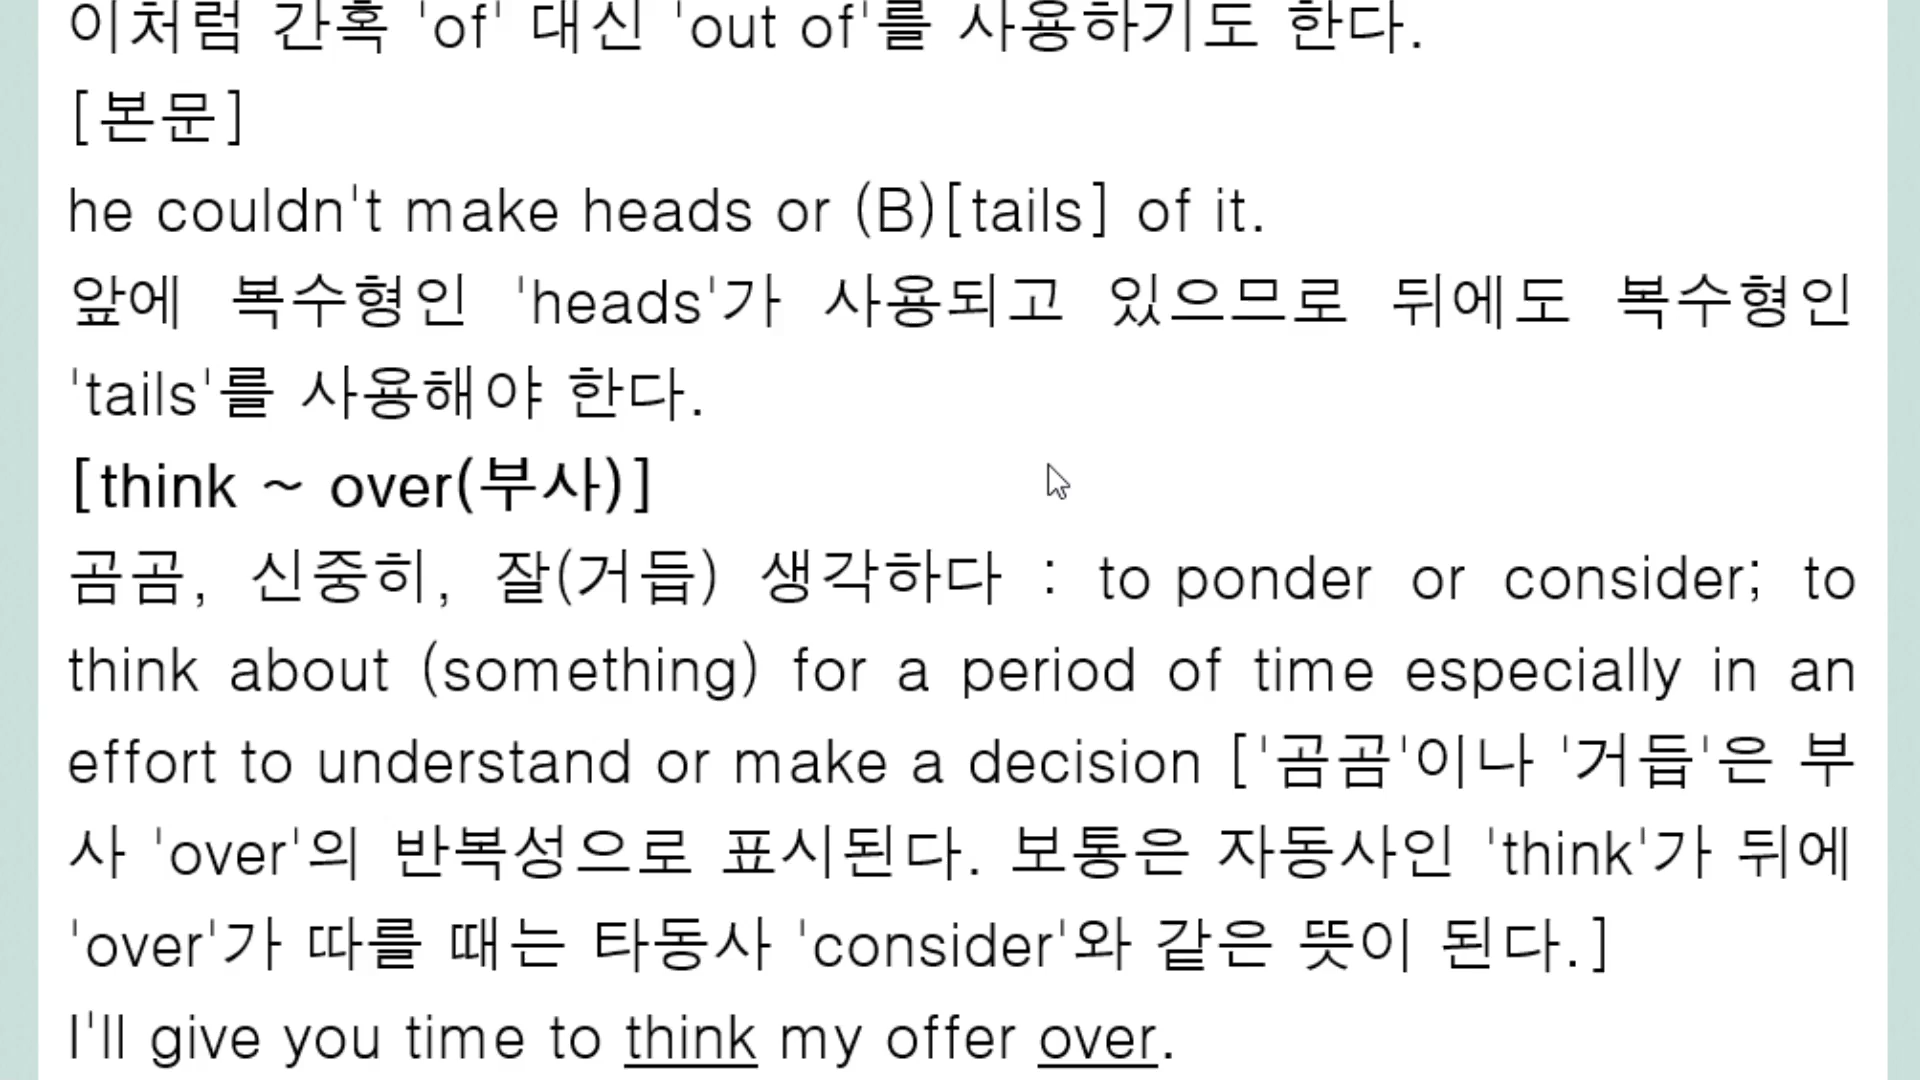 이처럼 간혹 'of' 대신 'out of'를 사용하기도 한다.
[본문]
he couldn't make heads or (B)[tails] of it.
앞에 복수형인 'heads'가 사용되고 있으므로 뒤에도 복수형인
'tails'를 사용해야 한다.
[think ~ over(부사)]
곰곰, 신중히, 잘(거듭) 생각하다 : to ponder or consider; to
think about (something) for a period of time especially in an
effort to understand or make a decision ['곰곰'이나 '거듭'은 부
사 'over'의 반복성으로 표시된다. 보통은 자동사인 'think'가 뒤에
'over'가 따를 때는 타동사 'consider'와 같은 뜻이 된다.]
I'll give you time to think my offer over.